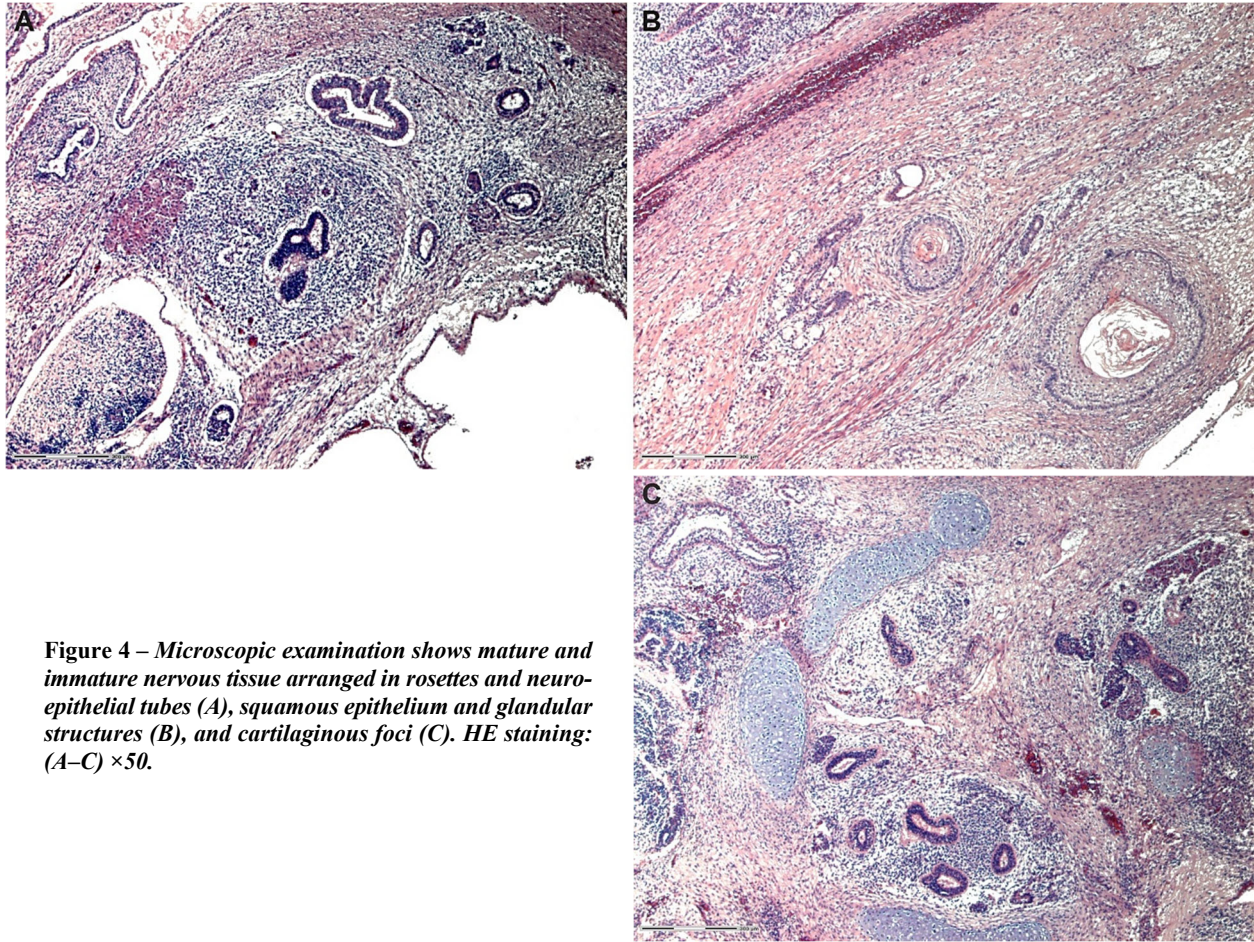 A
B
C
Figure 4 – Microscopic examination shows mature and
immature nervous tissue arranged in rosettes and neuro-
epithelial tubes (A), squamous epithelium and glandular
structures (B), and cartilaginous foci (C). HE staining:
(A–C) ×50.